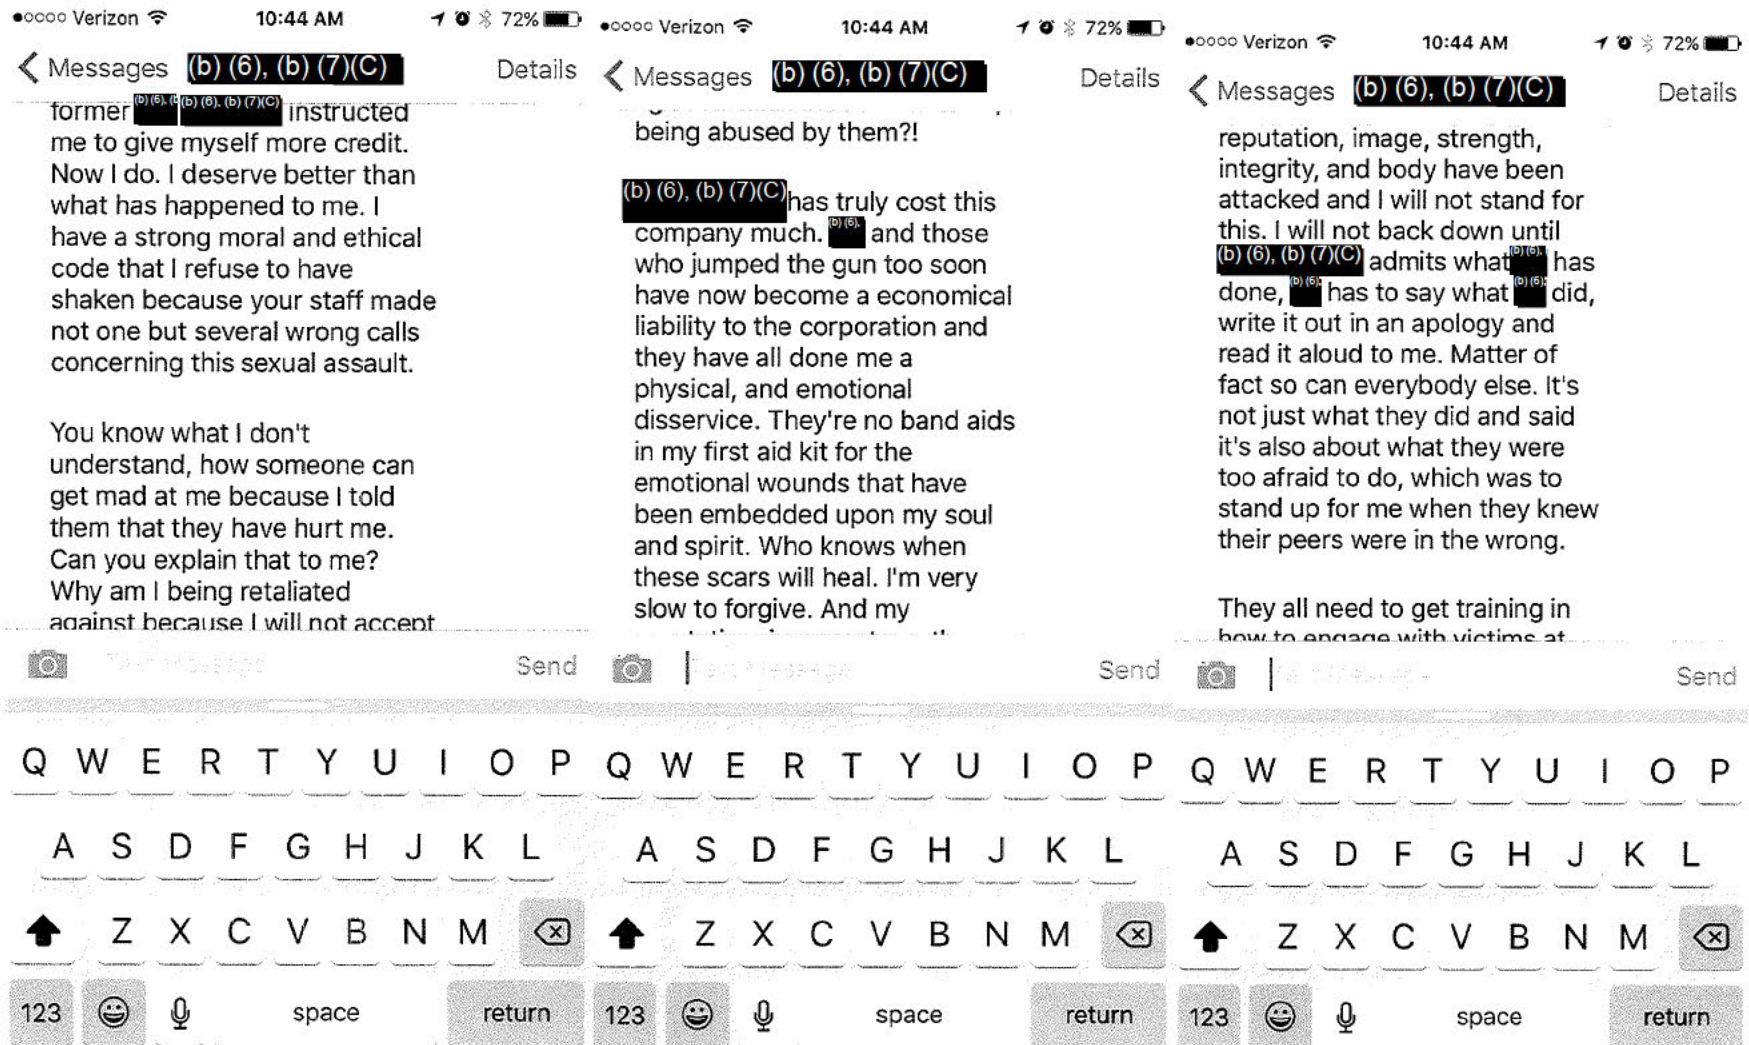 ●oooo Verizon 10:44 AM 72%
Messages (b) (6), (b) (7)(C) Details
former (b) (6), (b) (6), (b) (7)(C) instructed
me to give myself more credit.
Now I do. I deserve better than
what has happened to me. I
have a strong moral and ethical
code that I refuse to have
shaken because your staff made
not one but several wrong calls
concerning this sexual assault.
You know what I don't
understand, how someone can
get mad at me because I told
them that they have hurt me.
Can you explain that to me?
Why am I being retaliated
against because I will not accept
Send
Q W E R T Y U I O P
A S D F G H J K L
Z X C V B N M
123 space return
●oooo Verizon 10:44 AM 72%
Messages (b) (6), (b) (7)(C) Details
being abused by them?!
(b) (6), (b) (7)(C) has truly cost this
company much. (b) (6), and those
who jumped the gun too soon
have now become a economical
liability to the corporation and
they have all done me a
physical, and emotional
disservice. They're no band aids
in my first aid kit for the
emotional wounds that have
been embedded upon my soul
and spirit. Who knows when
these scars will heal. I'm very
slow to forgive. And my
Send
Q W E R T Y U I O P
A S D F G H J K L
Z X C V B N M
123 space return
●oooo Verizon 10:44 AM 72%
Messages (b) (6), (b) (7)(C) Details
reputation, image, strength,
integrity, and body have been
attacked and I will not stand for
this. I will not back down until
(b) (6), (b) (7)(C) admits what (b) (6), has
done, (b) (6), has to say what (b) (6), did,
write it out in an apology and
read it aloud to me. Matter of
fact so can everybody else. It's
not just what they did and said
it's also about what they were
too afraid to do, which was to
stand up for me when they knew
their peers were in the wrong.
They all need to get training in
how to engage with victims at
Send
Q W E R T Y U I O P
A S D F G H J K L
Z X C V B N M
123 space return